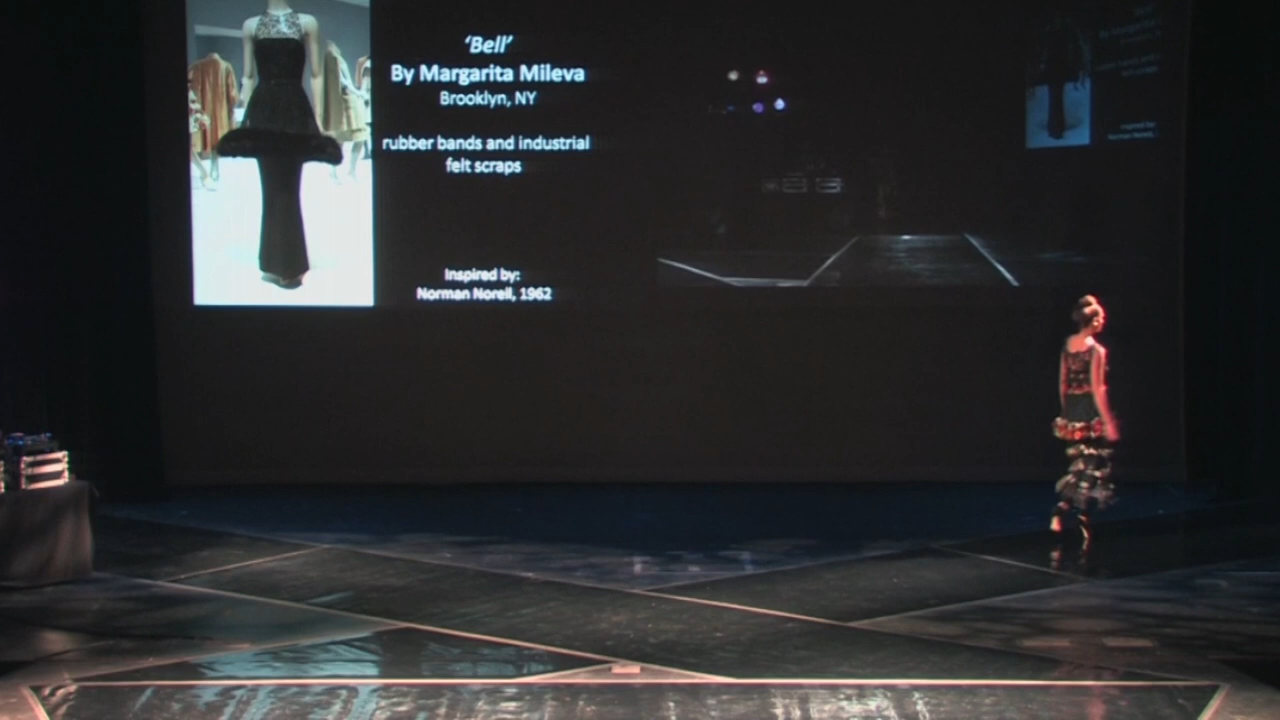 ‘Bell’
By Margarita Mileva
Brooklyn, NY
rubber bands and industrial
felt scraps
Inspired by:
Norman Norell, 1962